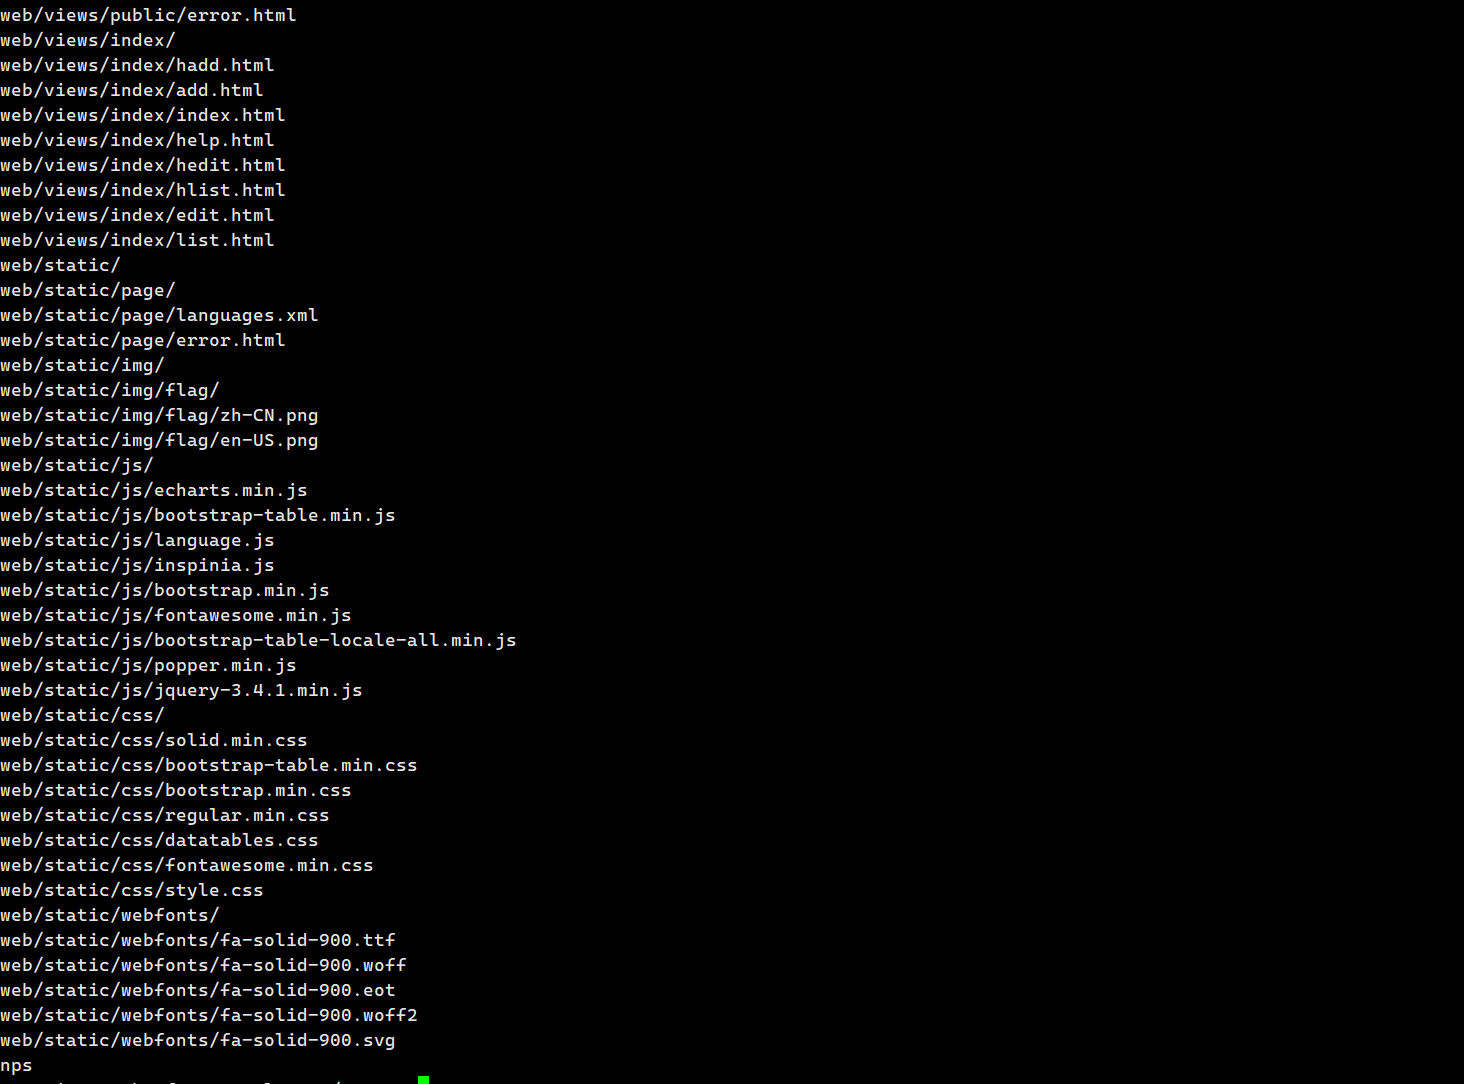 web/views/public/error.html
web/views/index/
web/views/index/hadd.html
web/views/index/add.html
web/views/index/index.html
web/views/index/help.html
web/views/index/hedit.html
web/views/index/hlist.html
web/views/index/edit.html
web/views/index/list.html
web/static/
web/static/page/
web/static/page/languages.xml
web/static/page/error.html
web/static/img/
web/static/img/flag/
web/static/img/flag/zh-CN.png
web/static/img/flag/en-US.png
web/static/js/
web/static/js/echarts.min.js
web/static/js/bootstrap-table.min.js
web/static/js/language.js
web/static/js/inspinia.js
web/static/js/bootstrap.min.js
web/static/js/fontawesome.min.js
web/static/js/bootstrap-table-locale-all.min.js
web/static/js/popper.min.js
web/static/js/jquery-3.4.1.min.js
web/static/css/
web/static/css/solid.min.css
web/static/css/bootstrap-table.min.css
web/static/css/bootstrap.min.css
web/static/css/regular.min.css
web/static/css/datatables.css
web/static/css/fontawesome.min.css
web/static/css/style.css
web/static/webfonts/
web/static/webfonts/fa-solid-900.ttf
web/static/webfonts/fa-solid-900.woff
web/static/webfonts/fa-solid-900.eot
web/static/webfonts/fa-solid-900.woff2
web/static/webfonts/fa-solid-900.svg
nps